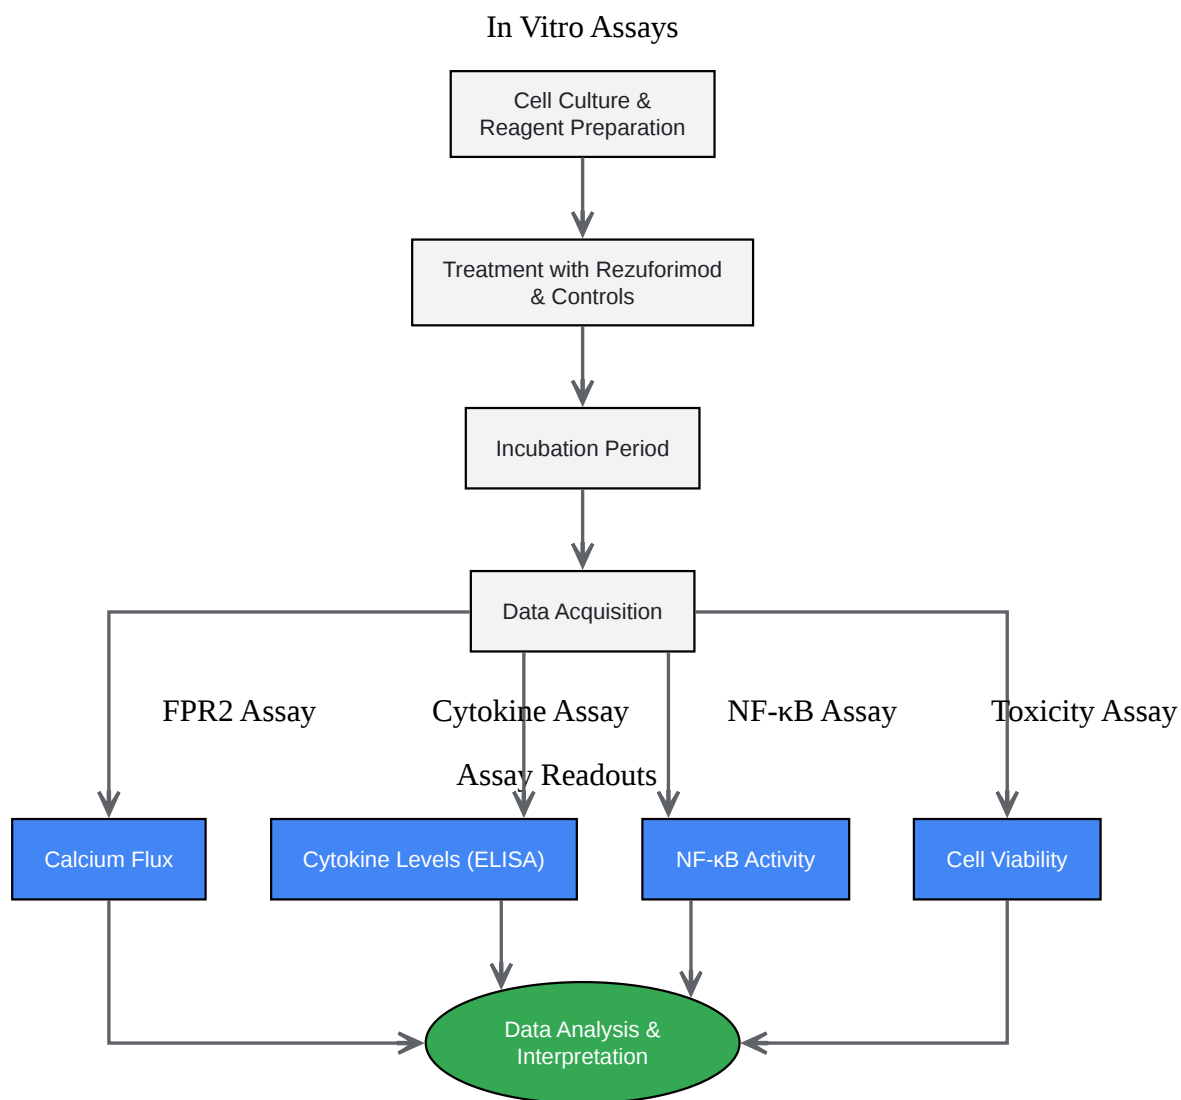 In Vitro Assays
Cell Culture &
Reagent Preparation
Treatment with Rezuforimod
& Controls
Incubation Period
Data Acquisition
FPR2 Assay
Cytokine Assay
NF-κB Assay
Toxicity Assay
Assay Readouts
Calcium Flux
Cytokine Levels (ELISA)
NF-κB Activity
Cell Viability
Data Analysis &
Interpretation